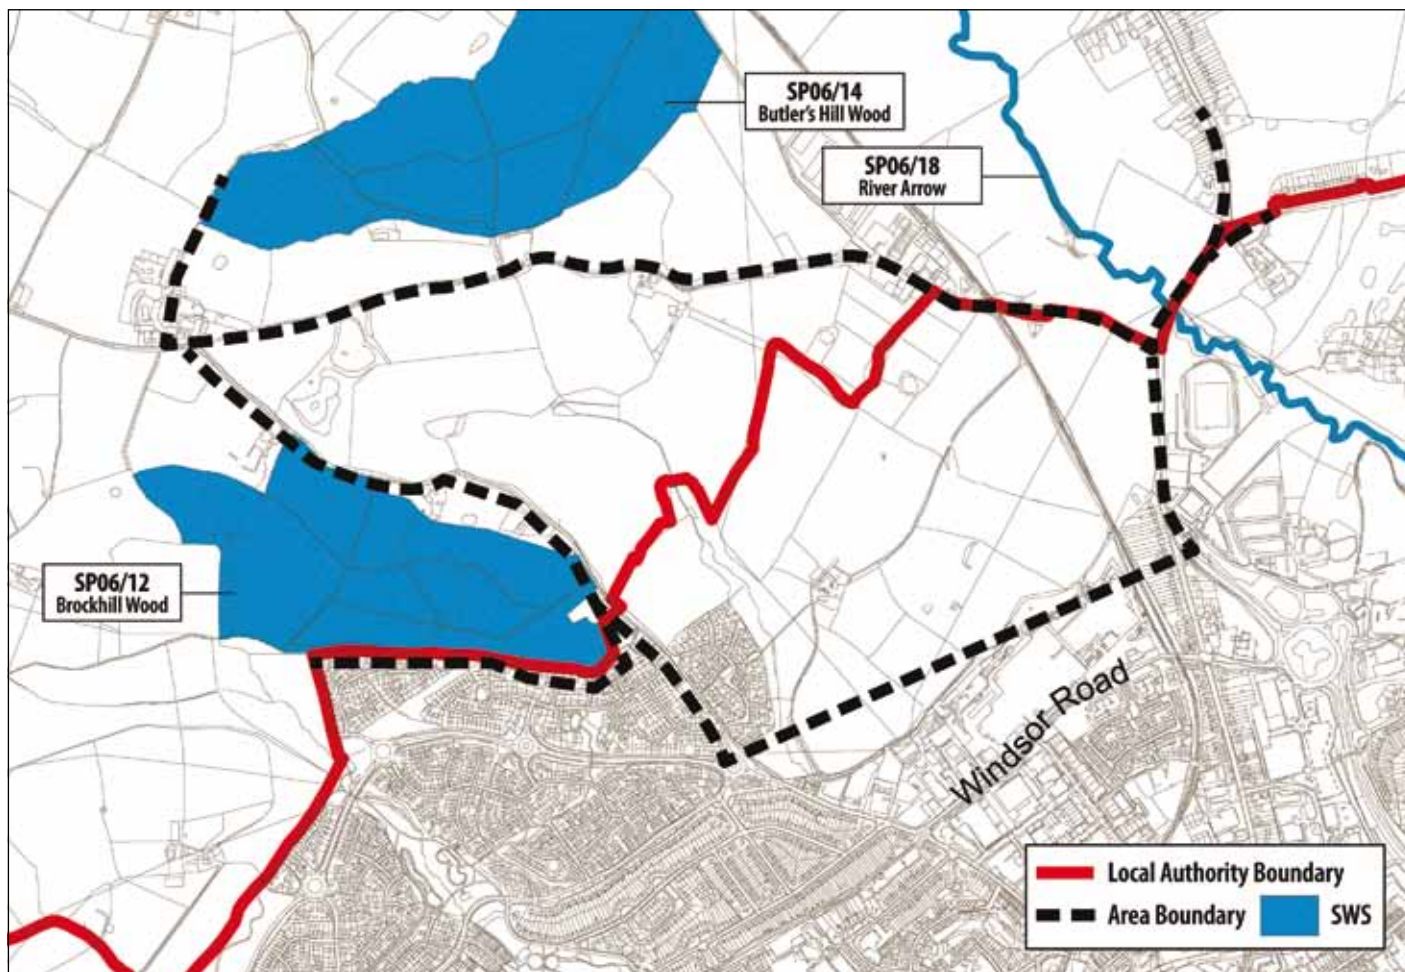 SP06/14
Butler's Hill Wood
SP06/18
River Arrow
SP06/12
Brockhill Wood
Windsor Road
Local Authority Boundary
Area Boundary
SWS